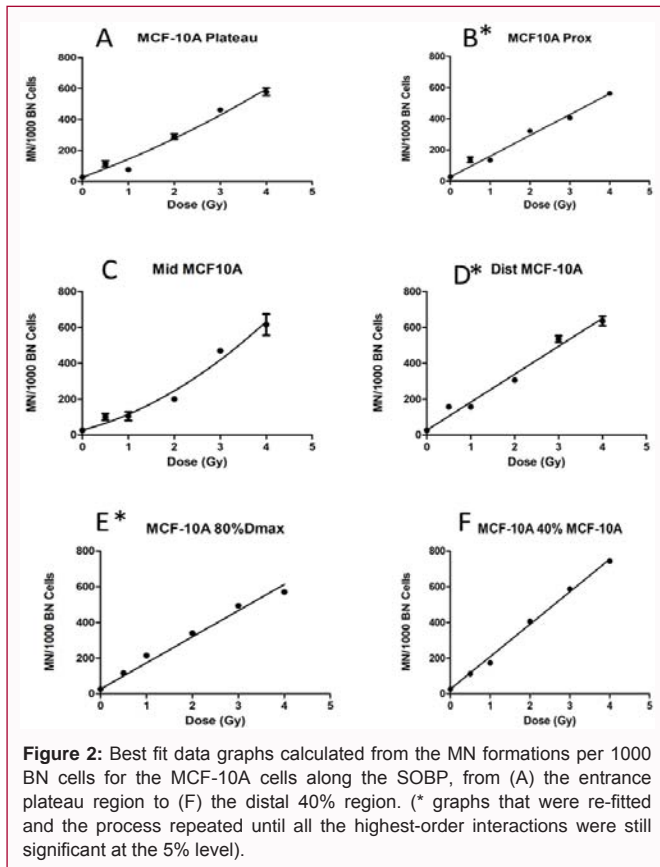 A
MCF-10A Plateau
MN/1000 BN Cells
800
600
400
200
0
0 1 2 3 4 5
Dose (Gy)
B*
MCF10A Prox
MN/1000 BN Cells
800
600
400
200
0
0 1 2 3 4 5
Dose (Gy)
C
Mid MCF10A
MN/1000 BN Cells
800
600
400
200
0
0 1 2 3 4 5
Dose (Gy)
D*
Dist MCF-10A
MN/1000 BN Cells
800
600
400
200
0
0 1 2 3 4 5
Dose (Gy)
E*
MCF-10A 80%Dmax
MN/1000 BN Cells
800
600
400
200
0
0 1 2 3 4 5
Dose (Gy)
F
MCF-10A 40% MCF-10A
MN/1000 BN Cells
800
600
400
200
0
0 1 2 3 4 5
Dose (Gy)
Figure 2: Best fit data graphs calculated from the MN formations per 1000
BN cells for the MCF-10A cells along the SOBP, from (A) the entrance
plateau region to (F) the distal 40% region. (* graphs that were re-fitted
and the process repeated until all the highest-order interactions were still
significant at the 5% level).